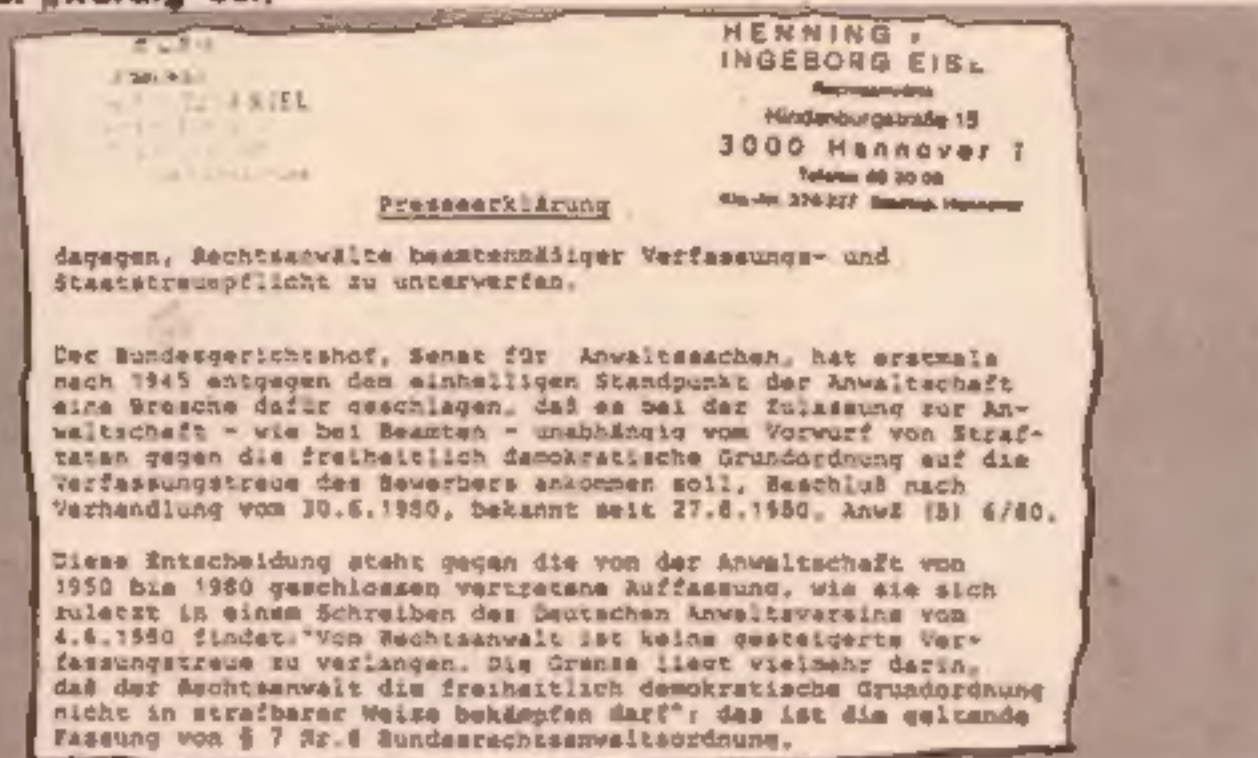 HENNING
INGEBORG
Hindenburgstraße 15
3000 Hannover 1
Presseerklärung
dagegen, Rechtsanwälte beamtenmäßiger Verfassungs- und
Staatstreuepflicht zu unterwerfen.
Der Bundesgerichtshof, Senat für Anwaltssachen, hat erstmals
nach 1945 entgegen dem einhelligen Standpunkt der Anwaltschaft
eine Bresche dafür geschlagen, daß es bei der Zulassung zur An-
waltschaft - wie bei Beamten - unabhängig vom Vorwurf von Straf-
taten gegen die freiheitlich demokratische Grundordnung auf die
Verfassungstreue des Bewerbers ankommen soll, Beschluß nach
Verhandlung vom 30.6.1980, bekannt seit 27.8.1980, AnwZ (B) 6/80.
Diese Entscheidung steht gegen die von der Anwaltschaft von
1950 bis 1980 geschlossen vertretene Auffassung, wie sie sich
zuletzt in einem Schreiben des Deutschen Anwaltsvereins vom
4.6.1980 findet:"Vom Rechtsanwalt ist keine gesteigerte Ver-
fassungstreue zu verlangen. Die Grenze liegt vielmehr darin,
daß der Rechtsanwalt die freiheitlich demokratische Grundordnung
nicht in strafbarer Weise bekämpfen darf"; das ist die geltende
Fassung von § 7 Nr.6 Bundesrechtsanwaltsordnung.